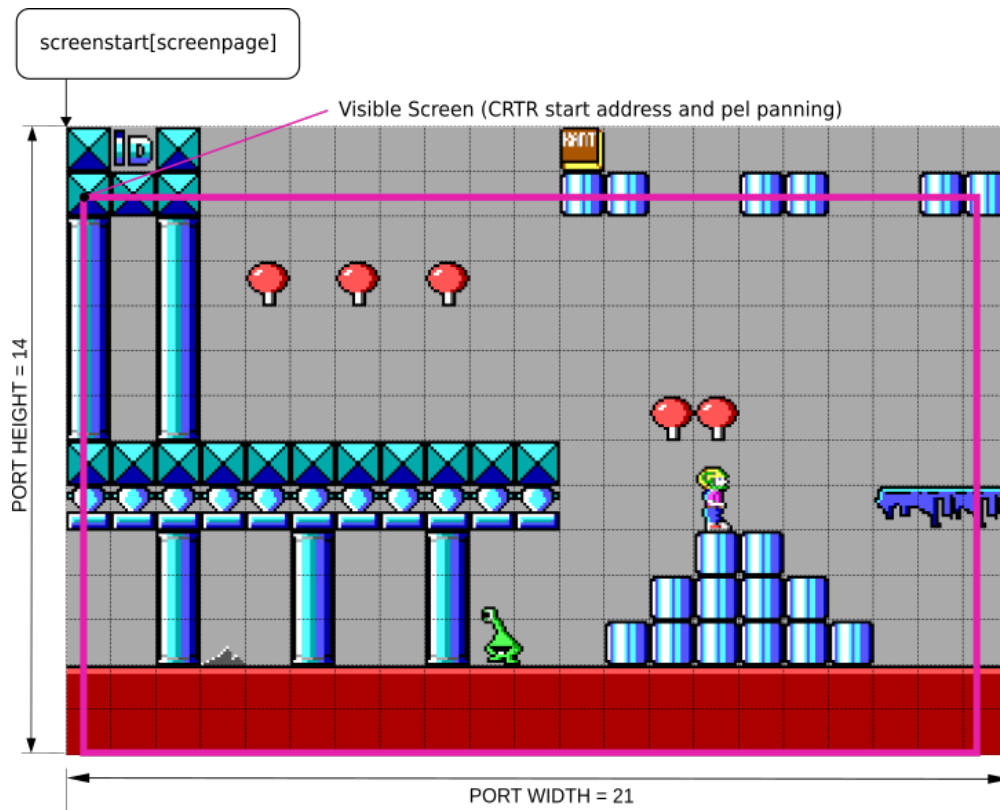 screenstart[screenpage]
Visible Screen (CRTR start address and pel panning)
iD
PORT HEIGHT = 14
PORT WIDTH = 21